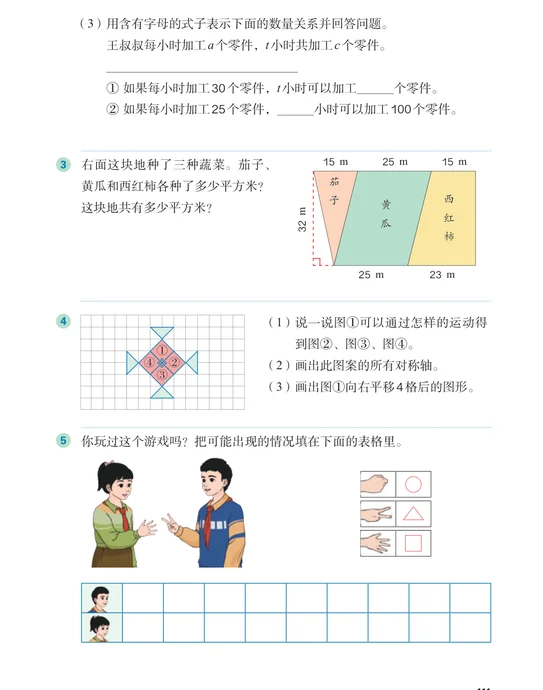 （3）用含有字母的式子表示下面的数量关系并回答问题。
王叔叔每小时加工a个零件，t小时共加工c个零件。
① 如果每小时加工30个零件，t小时可以加工______个零件。
② 如果每小时加工25个零件，______小时可以加工100个零件。
3 右面这块地种了三种蔬菜。茄子、
黄瓜和西红柿各种了多少平方米？
这块地共有多少平方米？
15 m 25 m 15 m
32 m
茄子
黄瓜
西红柿
25 m 23 m
4 （1）说一说图①可以通过怎样的运动得
到图②、图③、图④。
（2）画出此图案的所有对称轴。
（3）画出图①向右平移4格后的图形。
①
④ ②
③
5 你玩过这个游戏吗？把可能出现的情况填在下面的表格里。